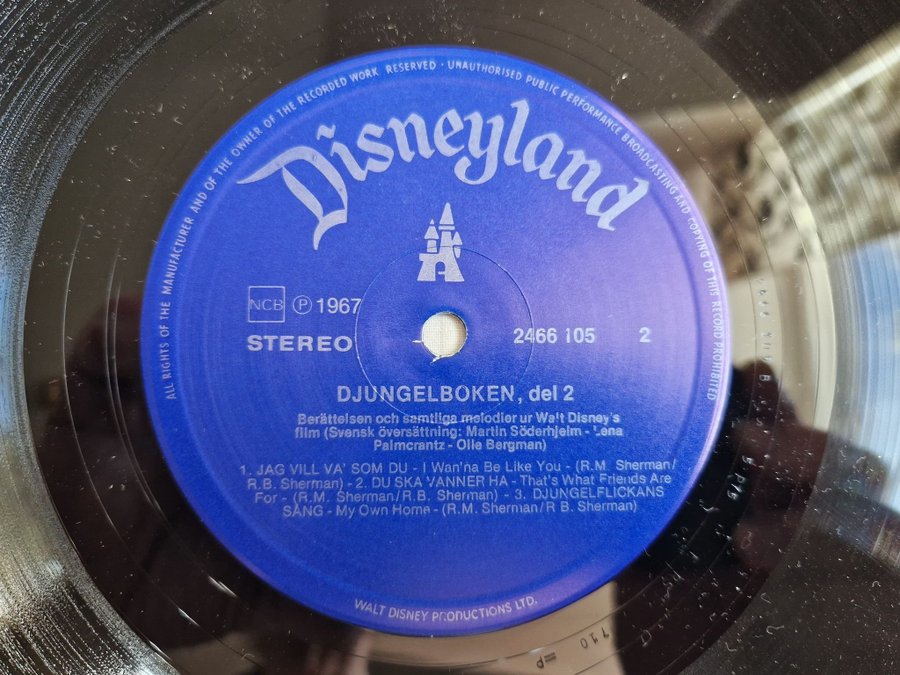 ALL RIGHTS OF THE MANUFACTURER AND OF THE OWNER OF THE RECORDED WORK RESERVED · UNAUTHORISED PUBLIC PERFORMANCE BROADCASTING AND COPYING OF THIS RECORD PROHIBITED
Disneyland
NCB ℗ 1967
STEREO 2466 105 2
DJUNGELBOKEN, del 2
Berättelsen och samtliga melodier ur Walt Disney's
film (Svensk översättning: Martin Söderhjelm - Lena
Palmcrantz - Olle Bergman)
1. JAG VILL VA' SOM DU - I Wan'na Be Like You - (R.M. Sherman/
R.B. Sherman) - 2. DU SKA VANNER HA - That's What Friends Are
For - (R.M. Sherman/R.B. Sherman) - 3. DJUNGELFLICKANS
SÅNG - My Own Home - (R.M. Sherman/R B. Sherman)
WALT DISNEY PRODUCTIONS LTD.